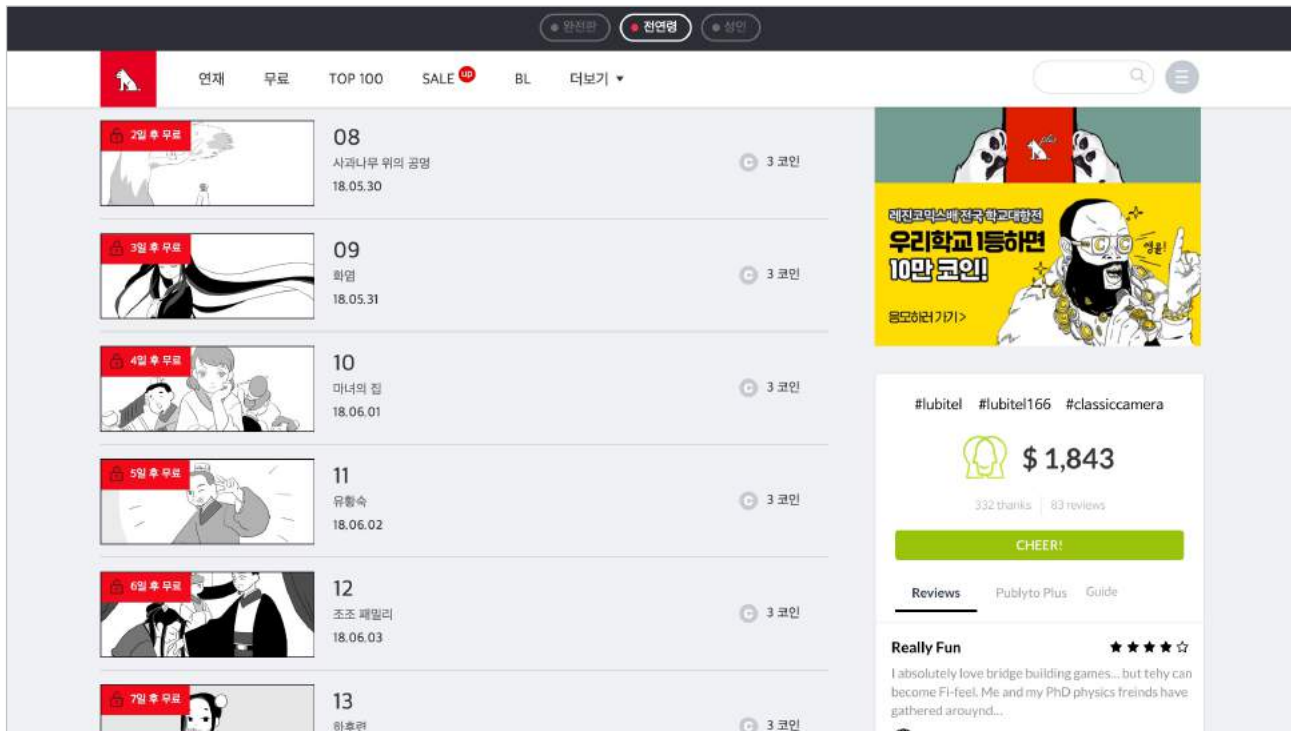 완전판 전연령 성인
연재 무료 TOP 100 SALE up BL 더보기
2일 후 무료
08
사과나무 위의 공명
18.05.30
3 코인
3일 후 무료
09
화염
18.05.31
3 코인
4일 후 무료
10
마녀의 집
18.06.01
3 코인
5일 후 무료
11
유황숙
18.06.02
3 코인
6일 후 무료
12
조조 패밀리
18.06.03
3 코인
7일 후 무료
13
하후련
3 코인
plus
레진코믹스배 전국 학교대항전
우리학교 1등하면
10만 코인!
응모하러 가기>
#lubitel #lubitel166 #classiccamera
$ 1,843
332 thanks 83 reviews
CHEER!
Reviews Publyto Plus Guide
Really Fun
I absolutely love bridge building games... but tehy can
become Fi-feel. Me and my PhD physics freinds have
gathered arouynd...